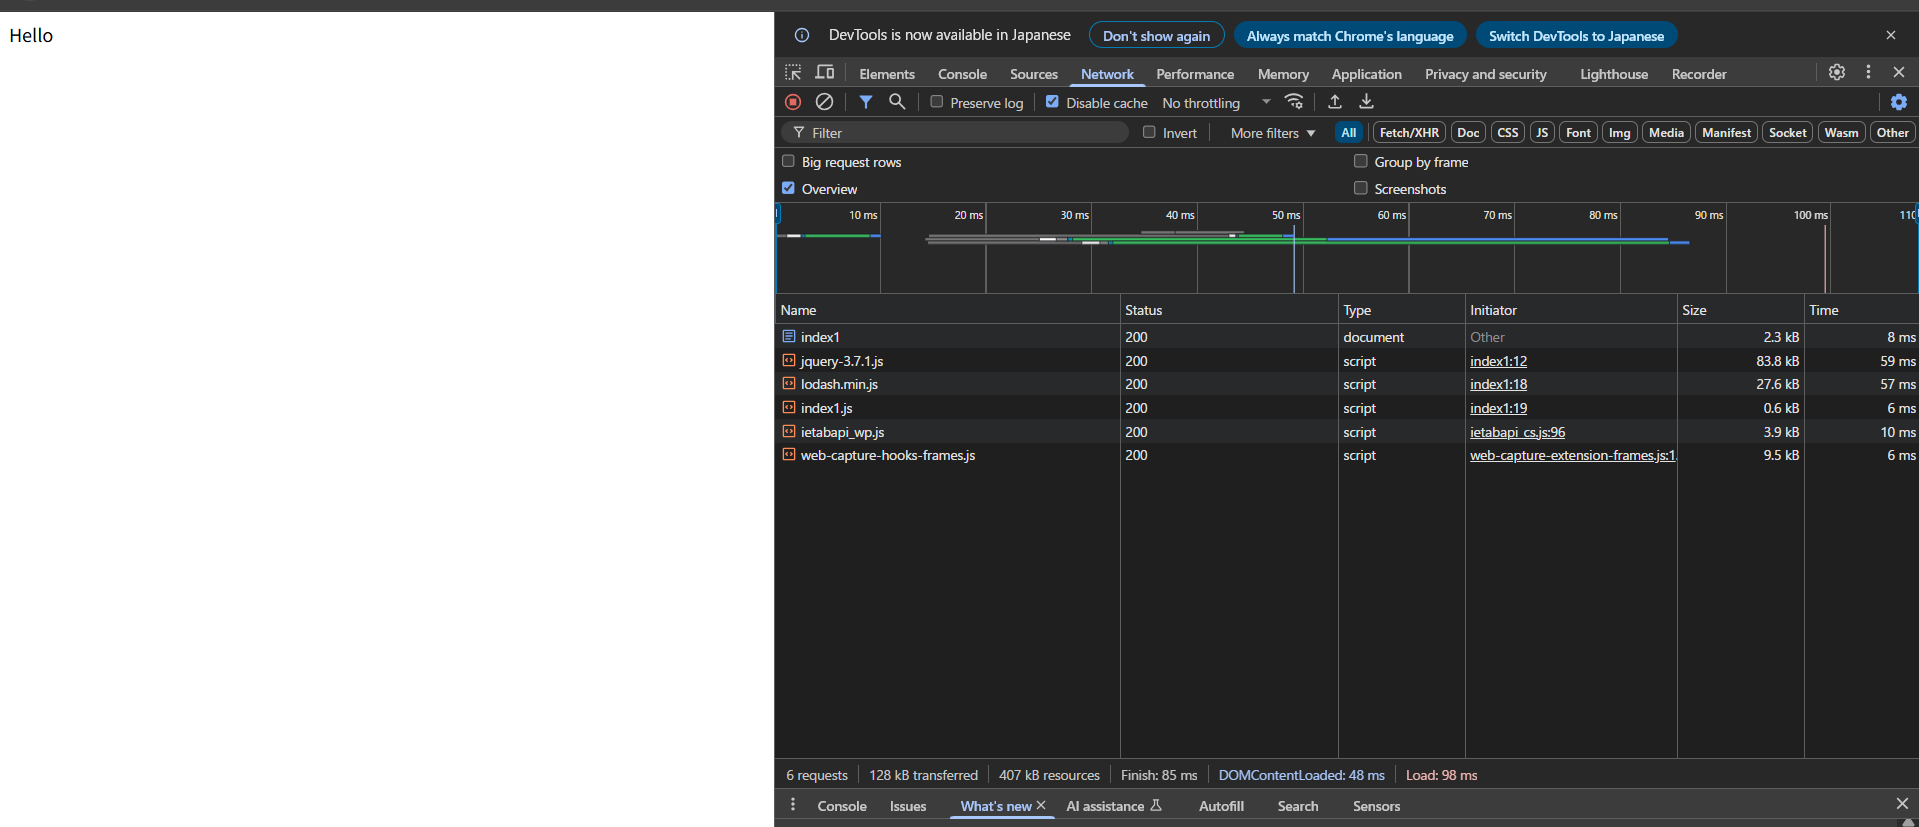 Hello
DevTools is now available in Japanese Don't show again Always match Chrome's language Switch DevTools to Japanese
Elements Console Sources Network Performance Memory Application Privacy and security Lighthouse Recorder
Preserve log Disable cache No throttling
Filter Invert More filters All Fetch/XHR Doc CSS JS Font Img Media Manifest Socket Wasm Other
Big request rows Group by frame
Overview Screenshots
10 ms 20 ms 30 ms 40 ms 50 ms 60 ms 70 ms 80 ms 90 ms 100 ms 110
Name Status Type Initiator Size Time
index1 200 document Other 2.3 kB 8 ms
jquery-3.7.1.js 200 script index1:12 83.8 kB 59 ms
lodash.min.js 200 script index1:18 27.6 kB 57 ms
index1.js 200 script index1:19 0.6 kB 6 ms
ietabapi_wp.js 200 script ietabapi_cs.js:96 3.9 kB 10 ms
web-capture-hooks-frames.js 200 script web-capture-extension-frames.js:1 9.5 kB 6 ms
6 requests 128 kB transferred 407 kB resources Finish: 85 ms DOMContentLoaded: 48 ms Load: 98 ms
Console Issues What's new AI assistance Autofill Search Sensors